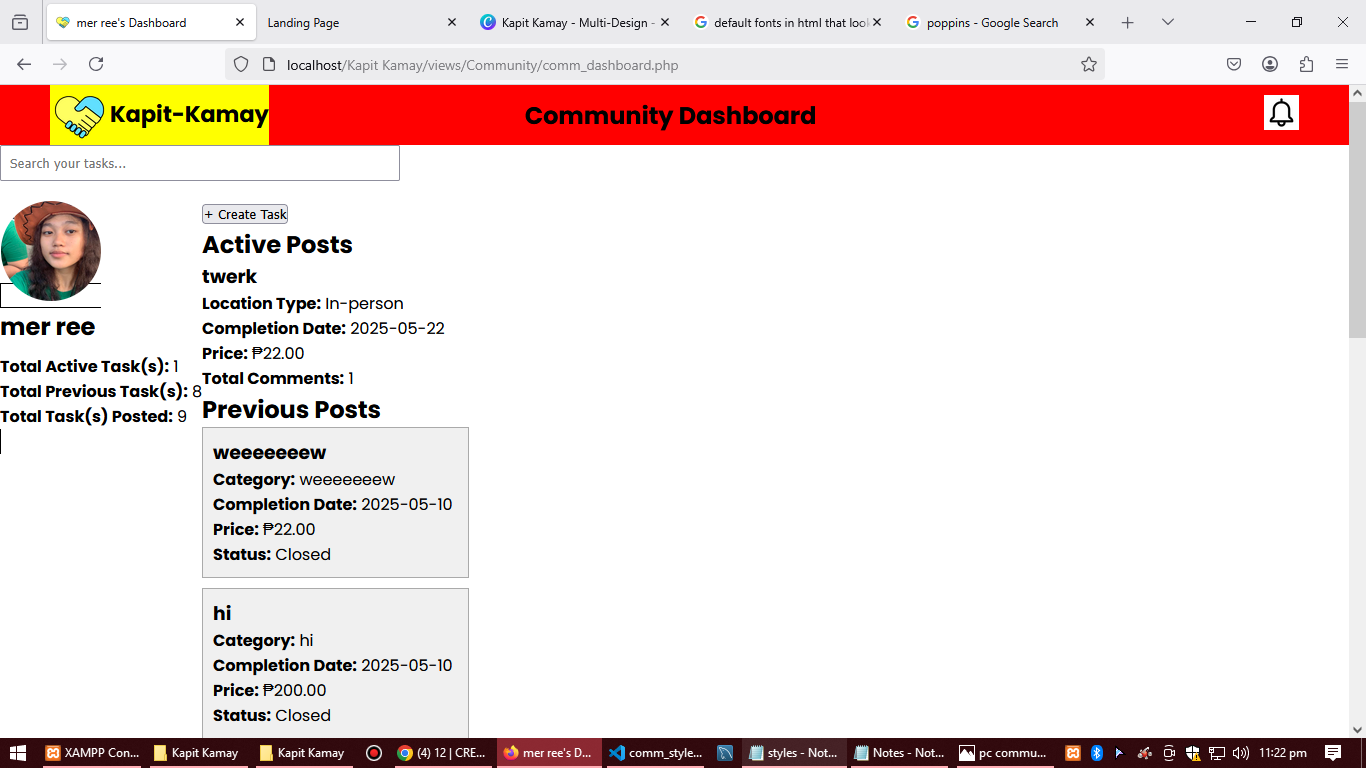 mer ree's Dashboard
Landing Page
Kapit Kamay - Multi-Design -
default fonts in html that look
poppins - Google Search
localhost/Kapit Kamay/views/Community/comm_dashboard.php
Kapit-Kamay
Community Dashboard
Search your tasks...
mer ree
Total Active Task(s): 1
Total Previous Task(s): 8
Total Task(s) Posted: 9
+ Create Task
Active Posts
twerk
Location Type: In-person
Completion Date: 2025-05-22
Price: ₱22.00
Total Comments: 1
Previous Posts
weeeeeeew
Category: weeeeeeew
Completion Date: 2025-05-10
Price: ₱22.00
Status: Closed
hi
Category: hi
Completion Date: 2025-05-10
Price: ₱200.00
Status: Closed
XAMPP Con...
Kapit Kamay
Kapit Kamay
(4) 12 | CRE...
mer ree's D...
comm_style...
styles - Not...
Notes - Not...
pc commu...
11:22 pm